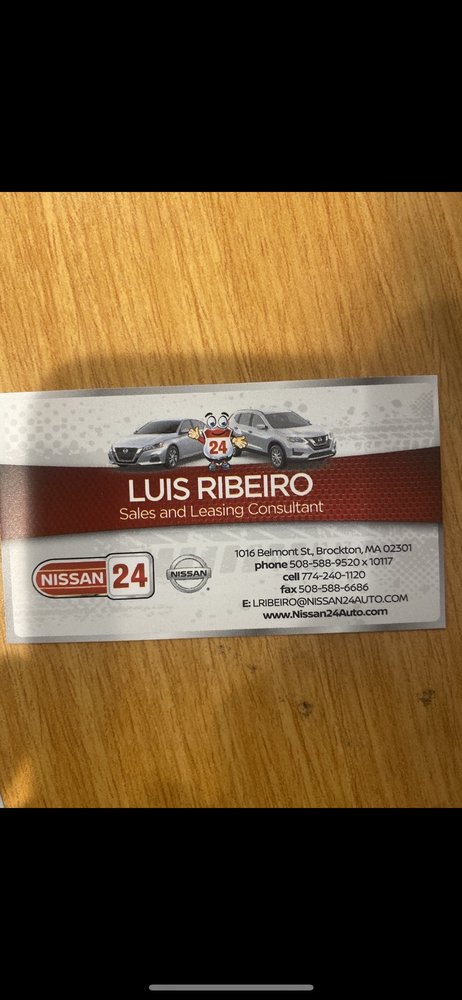 24
LUIS RIBEIRO
Sales and Leasing Consultant
NISSAN 24
NISSAN
1016 Belmont St, Brockton, MA 02301
phone 508-588-9520 x 10117
cell 774-240-1120
fax 508-588-6686
E: LRIBEIRO@NISSAN24AUTO.COM
www.Nissan24Auto.com